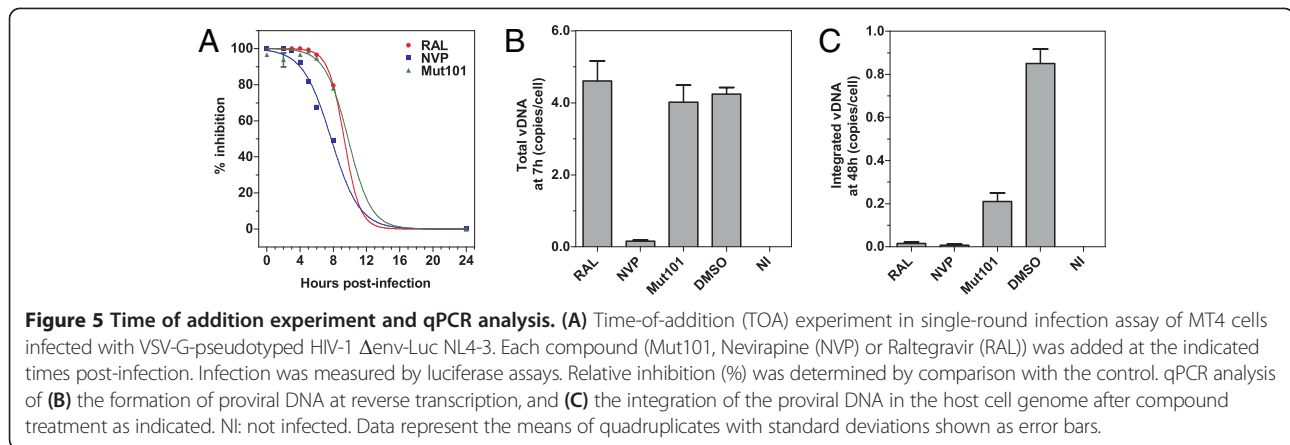 A
100
80
60
40
20
0
% inhibition
RAL
NVP
Mut101
0 4 8 12 16 20 24
Hours post-infection
B
6.0
4.0
2.0
0.0
Total vDNA
at 7h (copies/cell)
RAL NVP Mut101 DMSO NI
C
1.0
0.8
0.6
0.4
0.2
0.0
Integrated vDNA
at 48h (copies/cell)
RAL NVP Mut101 DMSO NI
Figure 5 Time of addition experiment and qPCR analysis. (A) Time-of-addition (TOA) experiment in single-round infection assay of MT4 cells
infected with VSV-G-pseudotyped HIV-1 Δenv-Luc NL4-3. Each compound (Mut101, Nevirapine (NVP) or Raltegravir (RAL)) was added at the indicated
times post-infection. Infection was measured by luciferase assays. Relative inhibition (%) was determined by comparison with the control. qPCR analysis
of (B) the formation of proviral DNA at reverse transcription, and (C) the integration of the proviral DNA in the host cell genome after compound
treatment as indicated. NI: not infected. Data represent the means of quadruplicates with standard deviations shown as error bars.